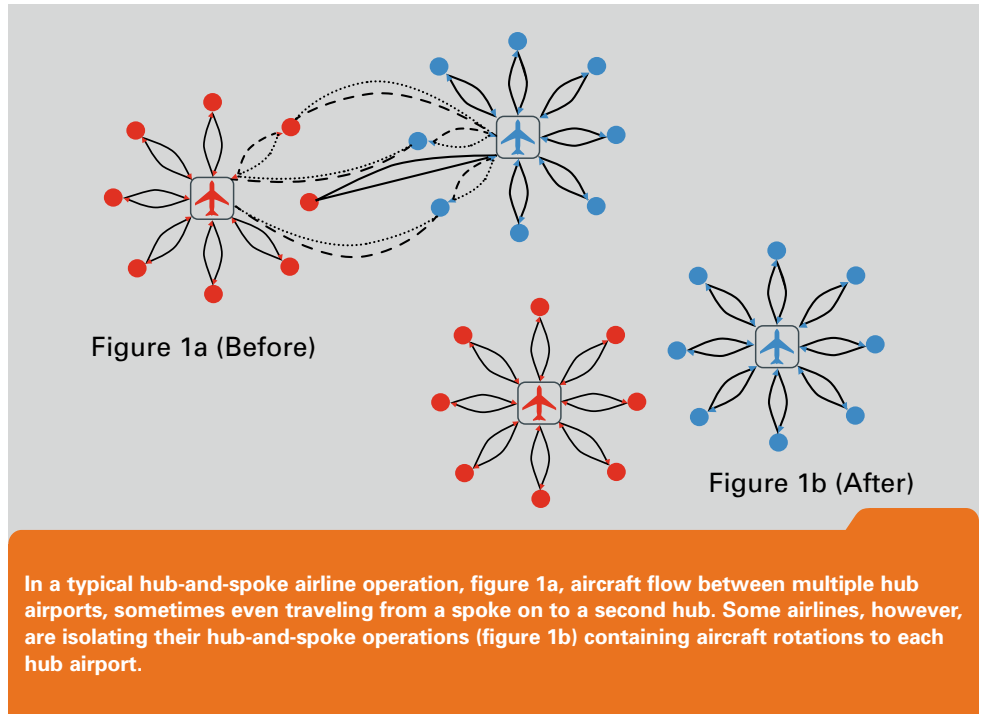 Figure 1a (Before)
Figure 1b (After)
In a typical hub-and-spoke airline operation, figure 1a, aircraft flow between multiple hub
airports, sometimes even traveling from a spoke on to a second hub. Some airlines, however,
are isolating their hub-and-spoke operations (figure 1b) containing aircraft rotations to each
hub airport.